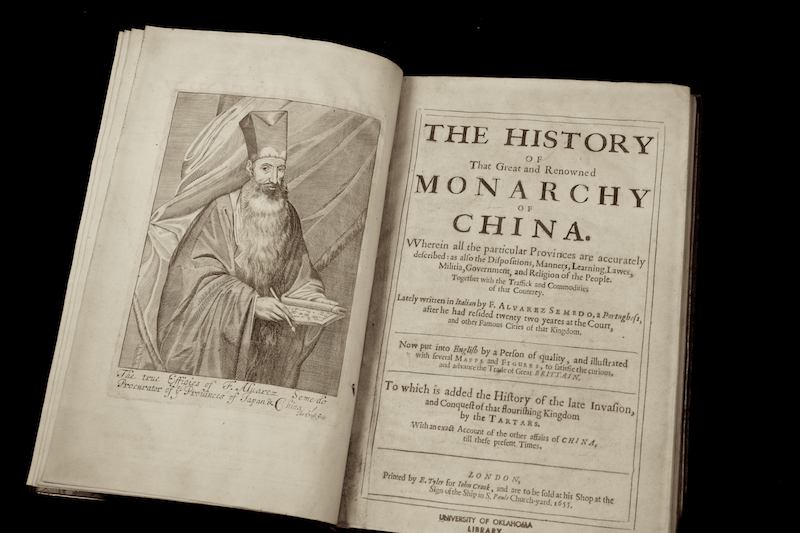 The true Effigies of F. Alvarez Semedo
Procurator of ye Provinces of Japan & China
THE HISTORY
OF
That Great and Renowned
MONARCHY
OF
CHINA.
Wherein all the particular Provinces are accurately
described: as also the Dispositions, Manners, Learning, Lawes,
Militia, Government, and Religion of the People.
Together with the Traffick and Commodities
of that Countrey.
Lately written in Italian by F. ALVAREZ SEMEDO, a Portughess,
after he had resided twenty two yeares at the Court,
and other Famous Cities of that Kingdom.
Now put into English by a Person of quality, and illustrated
with several MAPPS and FIGURES, to satisfie the curious,
and advance the Trade of Great BRITTAIN.
To which is added the History of the late Invasion,
and Conquest of that flourishing Kingdom
by the TARTARS.
With an exact Account of the other affairs of CHINA,
till these present Times.
LONDON,
Printed by E. Tyler for Iohn Crook, and are to be sold at his Shop at the
Sign of the Ship in S. Pauls Church-yard. 1655.
UNIVERSITY OF OKLAHOMA
LIBRARY